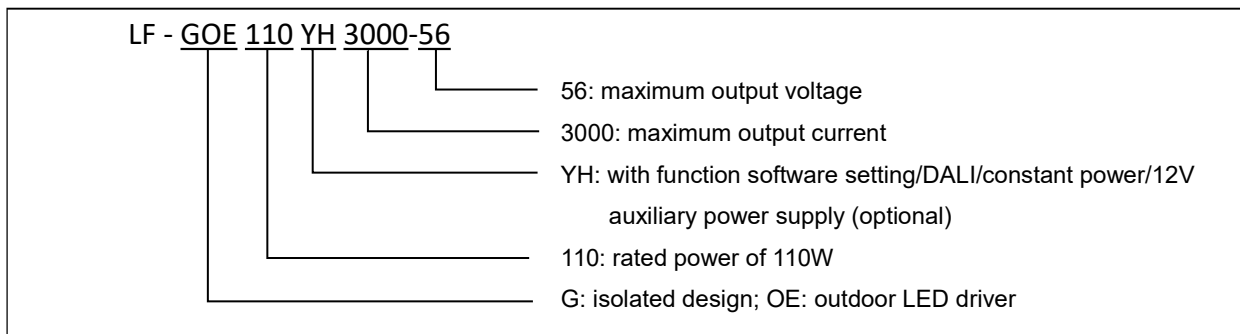 LF - GOE 110 YH 3000-56
56: maximum output voltage
3000: maximum output current
YH: with function software setting/DALI/constant power/12V
auxiliary power supply (optional)
110: rated power of 110W
G: isolated design; OE: outdoor LED driver